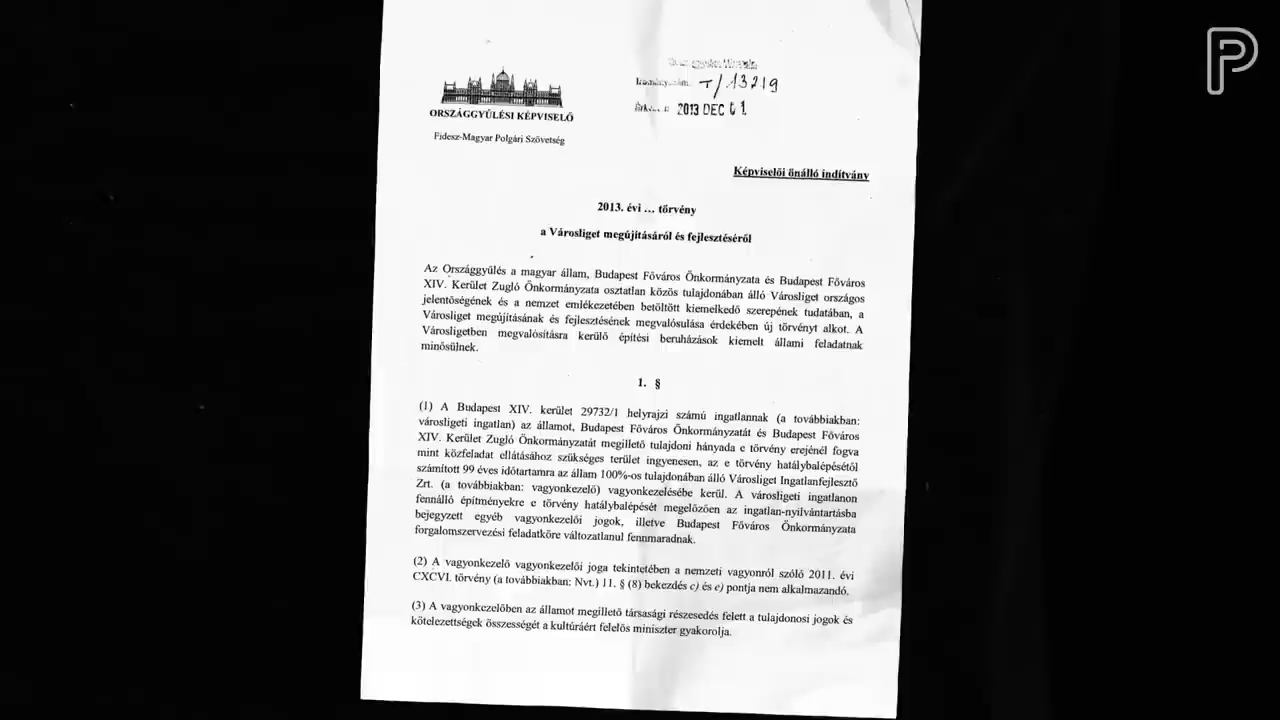 P
T/13219
2013 DEC 01.
ORSZÁGGYŰLÉSI KÉPVISELŐ
Fidesz-Magyar Polgári Szövetség
Képviselői önálló indítvány
2013. évi … törvény
a Városliget megújításáról és fejlesztéséről
Az Országgyűlés a magyar állam, Budapest Főváros Önkormányzata és Budapest Főváros
XIV. Kerület Zugló Önkormányzata osztatlan közös tulajdonában álló Városliget országos
jelentőségének és a nemzet emlékezetében betöltött kiemelkedő szerepének tudatában, a
Városliget megújításának és fejlesztésének megvalósulása érdekében új törvényt alkot. A
Városligetben megvalósításra kerülő építési beruházások kiemelt állami feladatnak
minősülnek.
1. §
(1) A Budapest XIV. kerület 29732/1 helyrajzi számú ingatlannak (a továbbiakban:
városligeti ingatlan) az államot, Budapest Főváros Önkormányzatát és Budapest Főváros
XIV. Kerület Zugló Önkormányzatát megillető tulajdoni hányada e törvény erejénél fogva
mint közfeladat ellátásához szükséges terület ingyenesen, az e törvény hatálybalépésétől
számított 99 éves időtartamra az állam 100%-os tulajdonában álló Városliget Ingatlanfejlesztő
Zrt. (a továbbiakban: vagyonkezelő) vagyonkezelésébe kerül. A városligeti ingatlanon
fennálló építményekre e törvény hatálybalépését megelőzően az ingatlan-nyilvántartásba
bejegyzett egyéb vagyonkezelői jogok, illetve Budapest Főváros Önkormányzata
forgalomszervezési feladatköre változatlanul fennmaradnak.
(2) A vagyonkezelő vagyonkezelői joga tekintetében a nemzeti vagyonról szóló 2011. évi
CXCVI. törvény (a továbbiakban: Nvt.) 11. § (8) bekezdés c) és e) pontja nem alkalmazandó.
(3) A vagyonkezelőben az államot megillető társasági részesedés felett a tulajdonosi jogok és
kötelezettségek összességét a kultúráért felelős miniszter gyakorolja.